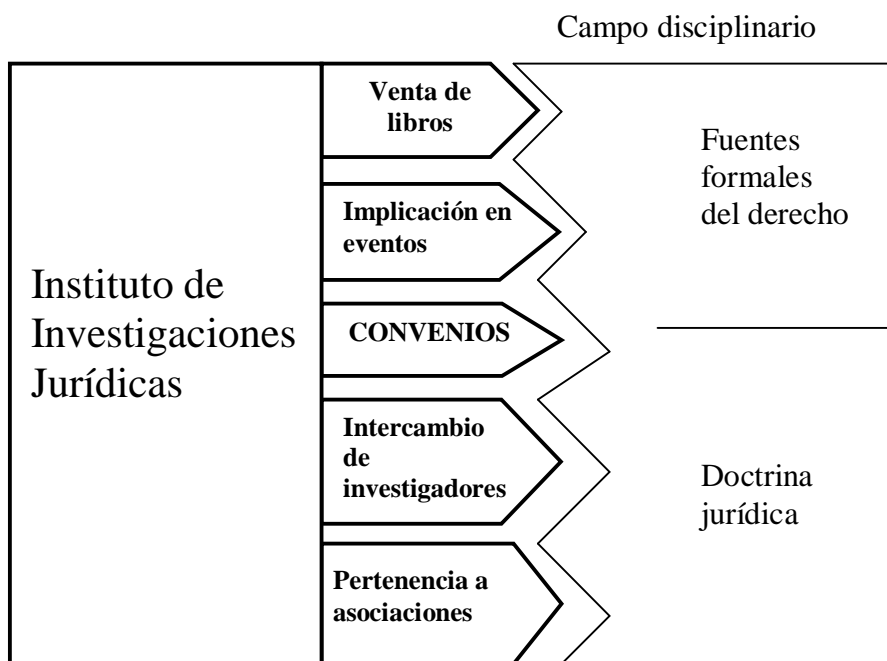 Campo disciplinario
Instituto de
Investigaciones
Jurídicas
Venta de
libros
Implicación en
eventos
CONVENIOS
Intercambio
de
investigadores
Pertenencia a
asociaciones
Fuentes
formales
del derecho
Doctrina
jurídica